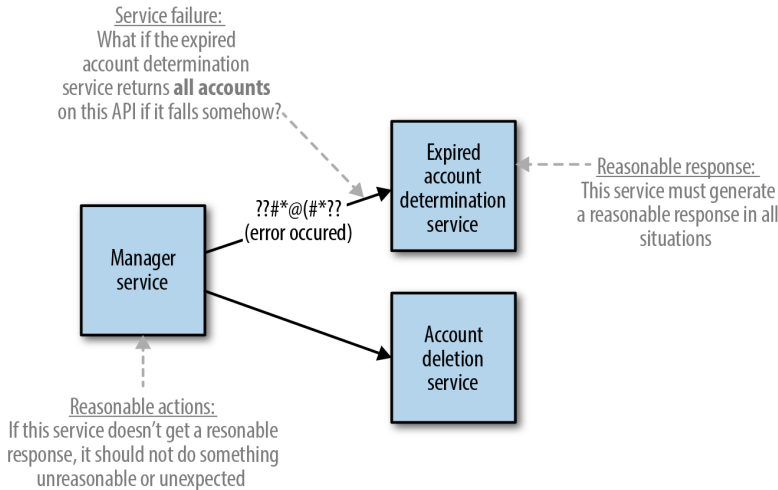 Service failure:
What if the expired
account determination
service returns all accounts
on this API if it falls somehow?
Expired
account
determination
service
Reasonable response:
This service must generate
a reasonable response in all
situations
??#*@(#*??
(error occured)
Manager
service
Account
deletion
service
Reasonable actions:
If this service doesn’t get a resonable
response, it should not do something
unreasonable or unexpected